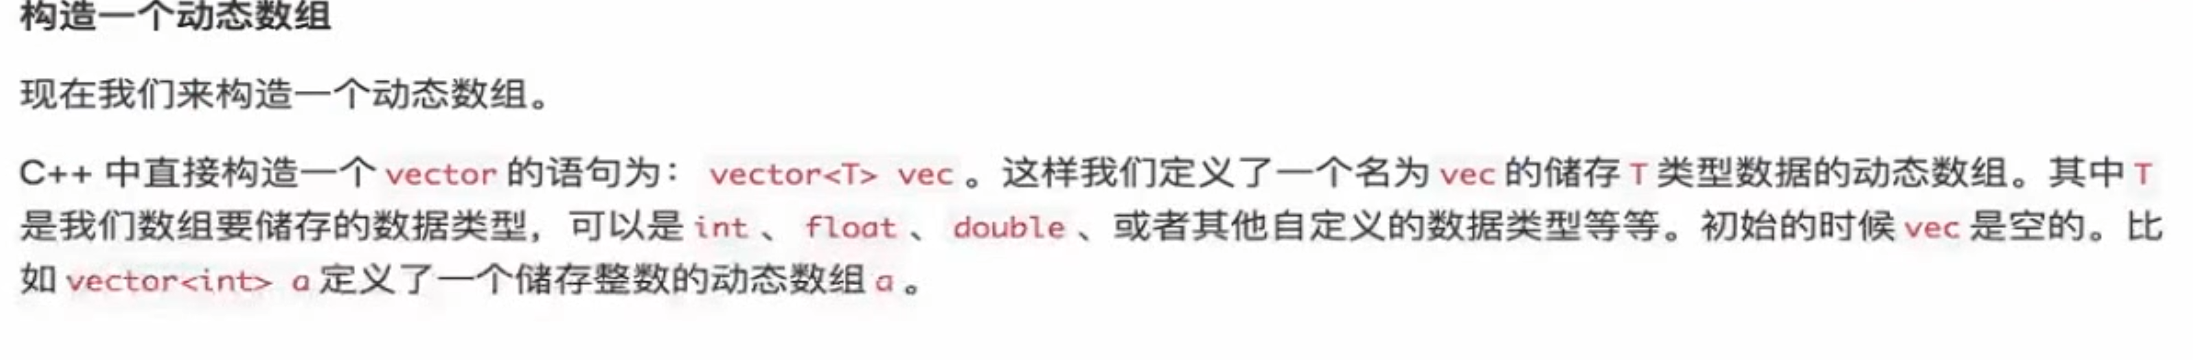 构造一个动态数组
现在我们来构造一个动态数组。
C++ 中直接构造一个 vector 的语句为： vector<T> vec 。这样我们定义了一个名为 vec 的储存 T 类型数据的动态数组。其中 T
是我们数组要储存的数据类型，可以是 int 、 float 、 double 、或者其他自定义的数据类型等等。初始的时候 vec 是空的。比
如 vector<int> a 定义了一个储存整数的动态数组 a 。